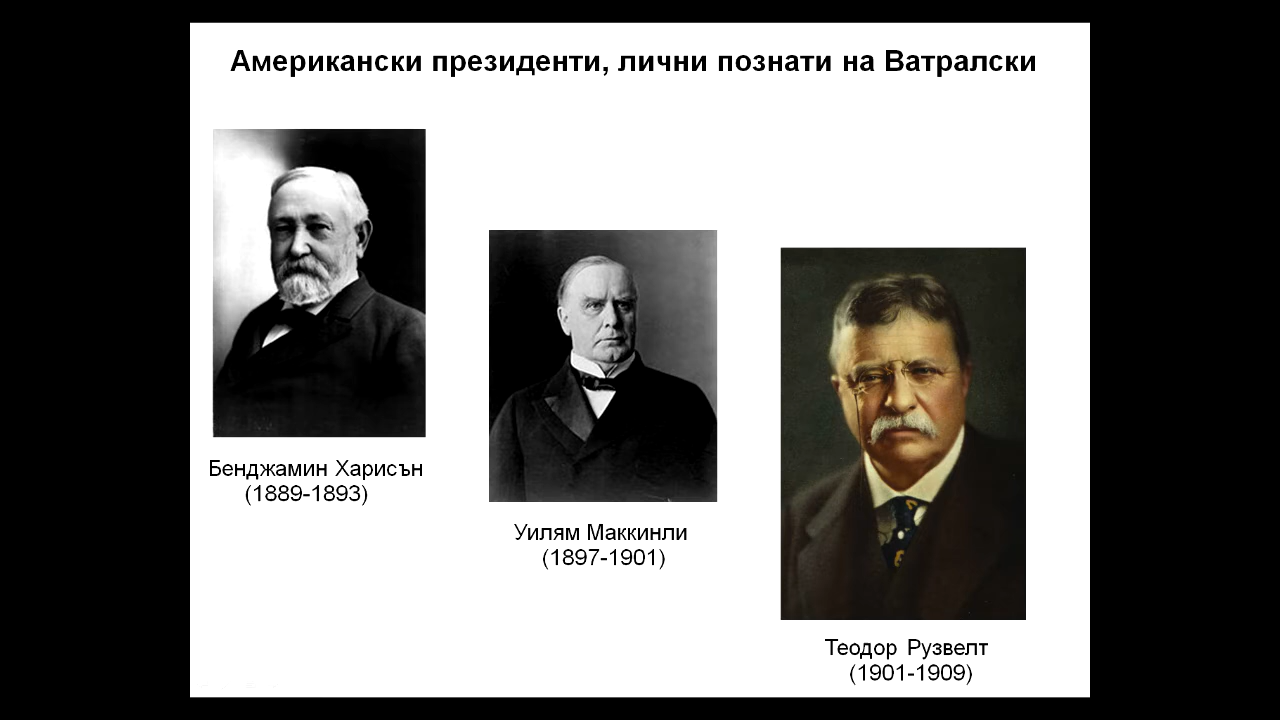 Американски президенти, лични познати на Ватралски
Бенджамин Харисън
(1889-1893)
Уилям Маккинли
(1897-1901)
Теодор Рузвелт
(1901-1909)